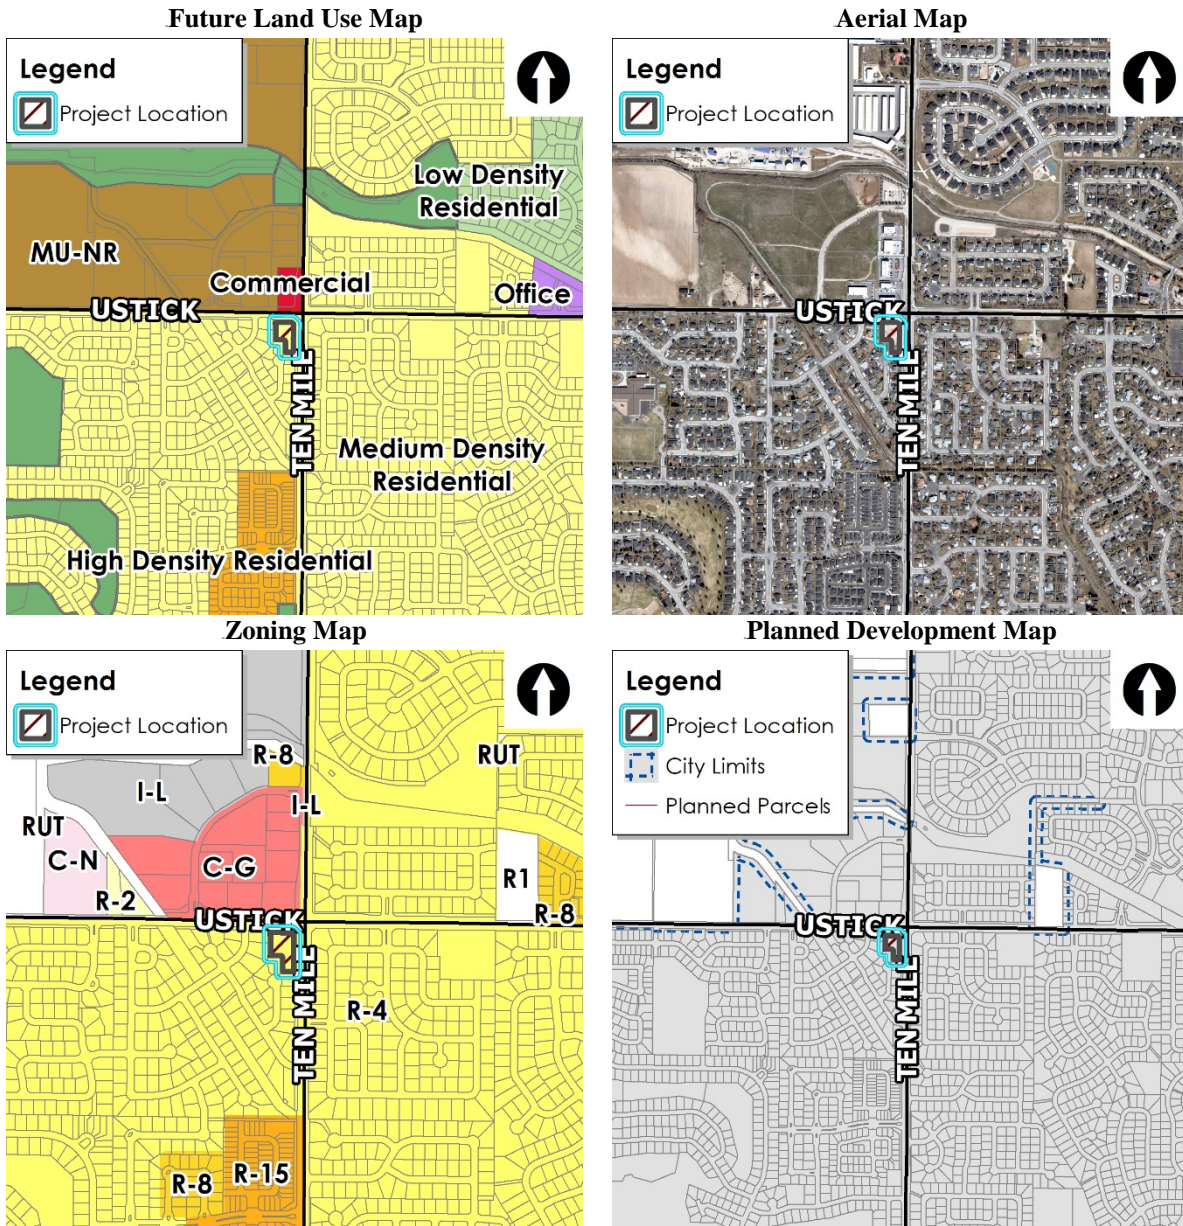 Future Land Use Map
Legend
Project Location
Low Density
Residential
MU-NR
Commercial
Office
USTICK
TEN MILE
Medium Density
Residential
High Density Residential
Aerial Map
Legend
Project Location
USTICK
TEN MILE
Zoning Map
Legend
Project Location
R-8
RUT
I-L
I-L
RUT
C-N
C-G
R-2
R1
R-8
USTICK
TEN MILE
R-4
R-8
R-15
Planned Development Map
Legend
Project Location
City Limits
Planned Parcels
USTICK
TEN MILE